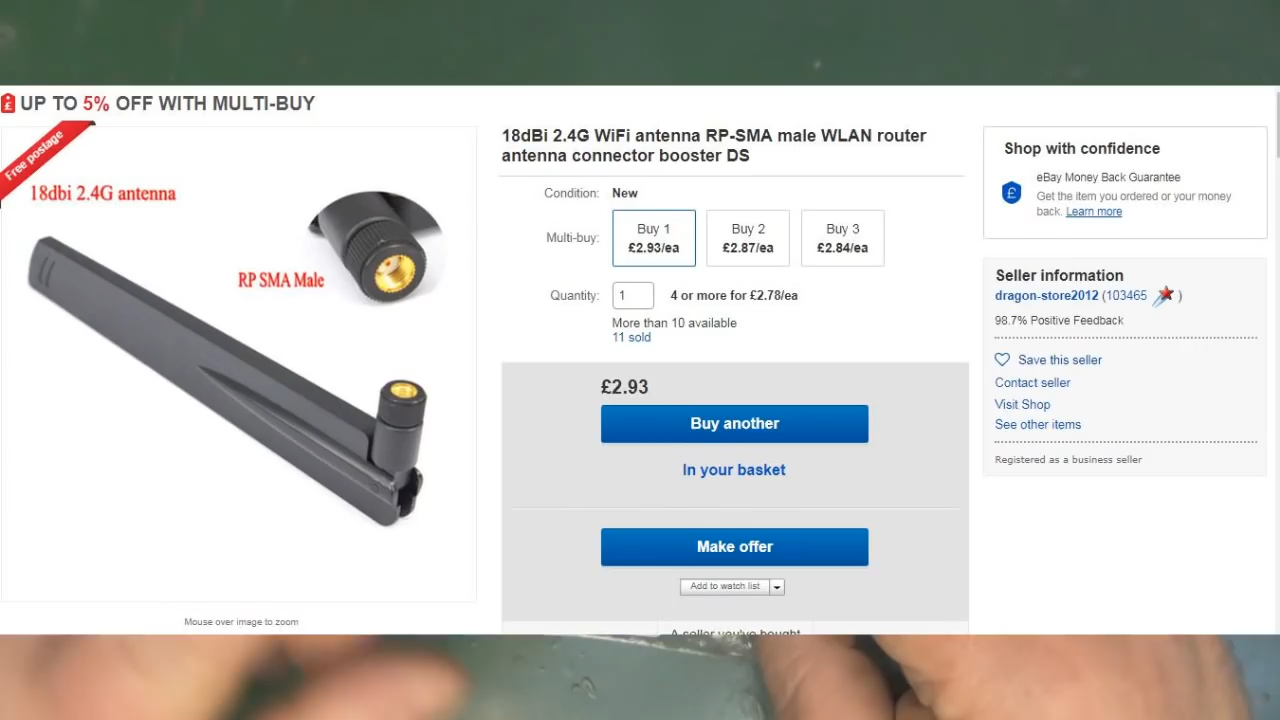 UP TO 5% OFF WITH MULTI-BUY
Free postage
18dbi 2.4G antenna
RP SMA Male
Mouse over image to zoom
18dBi 2.4G WiFi antenna RP-SMA male WLAN router
antenna connector booster DS
Condition: New
Multi-buy:
Buy 1
£2.93/ea
Buy 2
£2.87/ea
Buy 3
£2.84/ea
Quantity: 1 4 or more for £2.78/ea
More than 10 available
11 sold
£2.93
Buy another
In your basket
Make offer
Add to watch list
A seller you've bought
Shop with confidence
eBay Money Back Guarantee
Get the item you ordered or your money
back. Learn more
Seller information
dragon-store2012 (103465 )
98.7% Positive Feedback
Save this seller
Contact seller
Visit Shop
See other items
Registered as a business seller